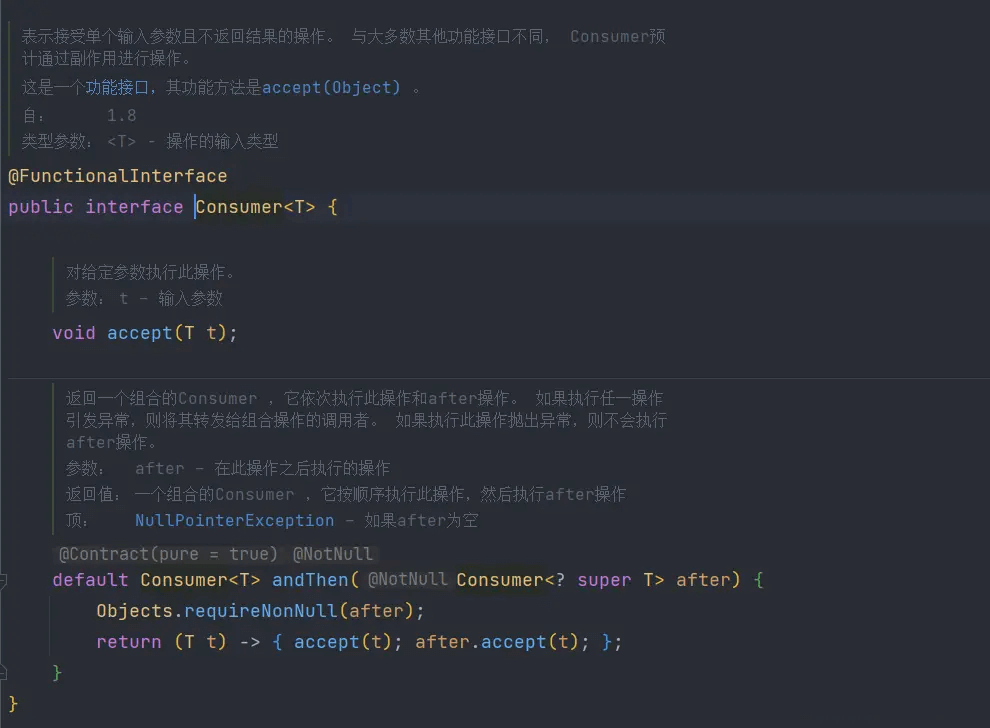 表示接受单个输入参数且不返回结果的操作。 与大多数其他功能接口不同， Consumer预
计通过副作用进行操作。
这是一个功能接口，其功能方法是accept(Object) 。
自： 1.8
类型参数： <T> – 操作的输入类型
@FunctionalInterface
public interface Consumer<T> {
对给定参数执行此操作。
参数： t – 输入参数
void accept(T t);
返回一个组合的Consumer ，它依次执行此操作和after操作。 如果执行任一操作
引发异常，则将其转发给组合操作的调用者。 如果执行此操作抛出异常，则不会执行
after操作。
参数： after – 在此操作之后执行的操作
返回值： 一个组合的Consumer ，它按顺序执行此操作，然后执行after操作
顶： NullPointerException – 如果after为空
@Contract(pure = true) @NotNull
default Consumer<T> andThen( @NotNull Consumer<? super T> after) {
Objects.requireNonNull(after);
return (T t) -> { accept(t); after.accept(t); };
}
}